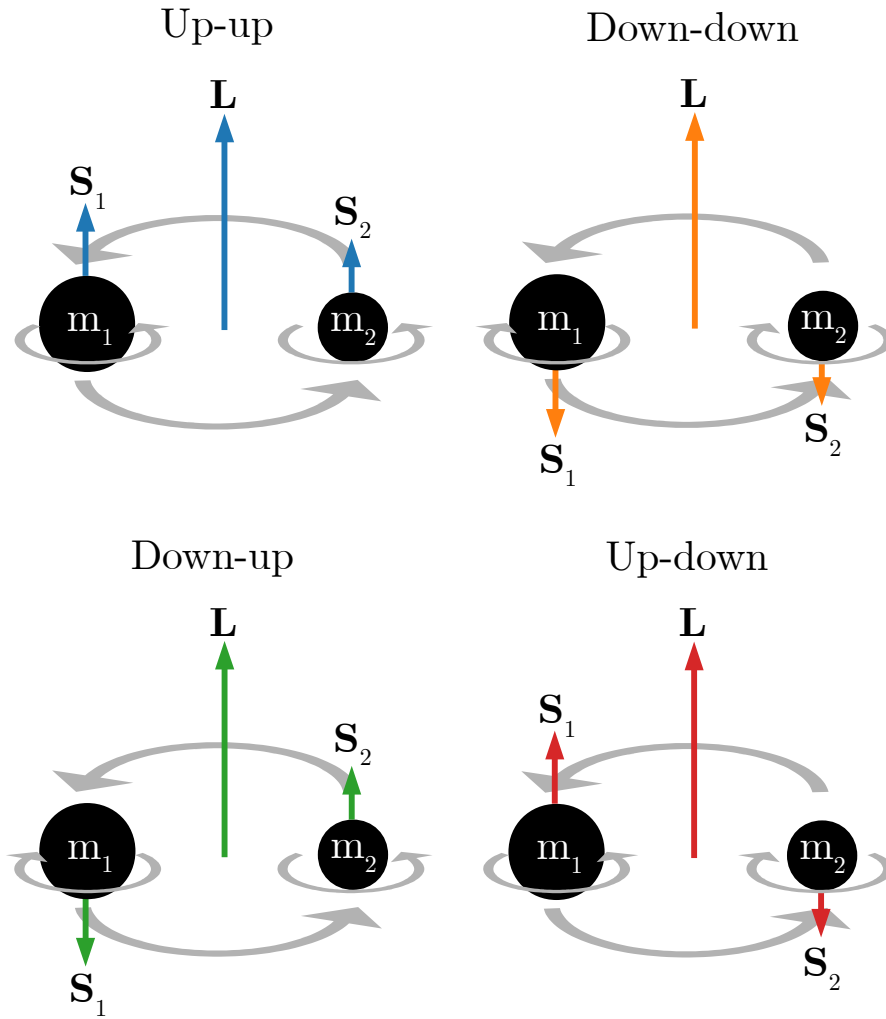 Up-up
L
S₁
S₂
m₁
m₂
Down-down
L
m₁
m₂
S₁
S₂
Down-up
L
S₂
m₁
m₂
S₁
Up-down
L
S₁
m₁
m₂
S₂